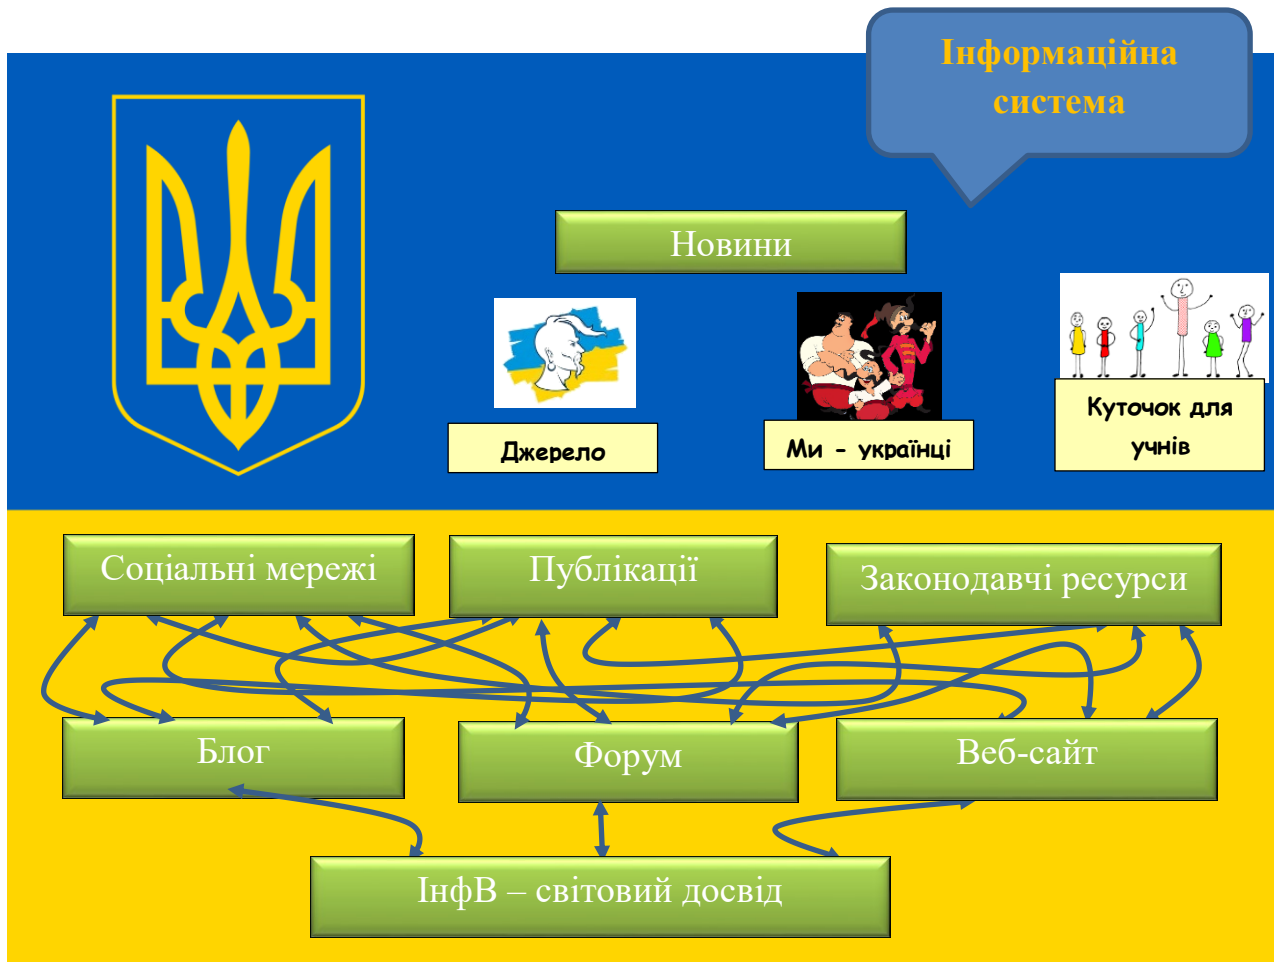 Інформаційна
система
Новини
Джерело
Ми - українці
Куточок для
учнів
Соціальні мережі
Публікації
Законодавчі ресурси
Блог
Форум
Веб-сайт
ІнфВ – світовий досвід